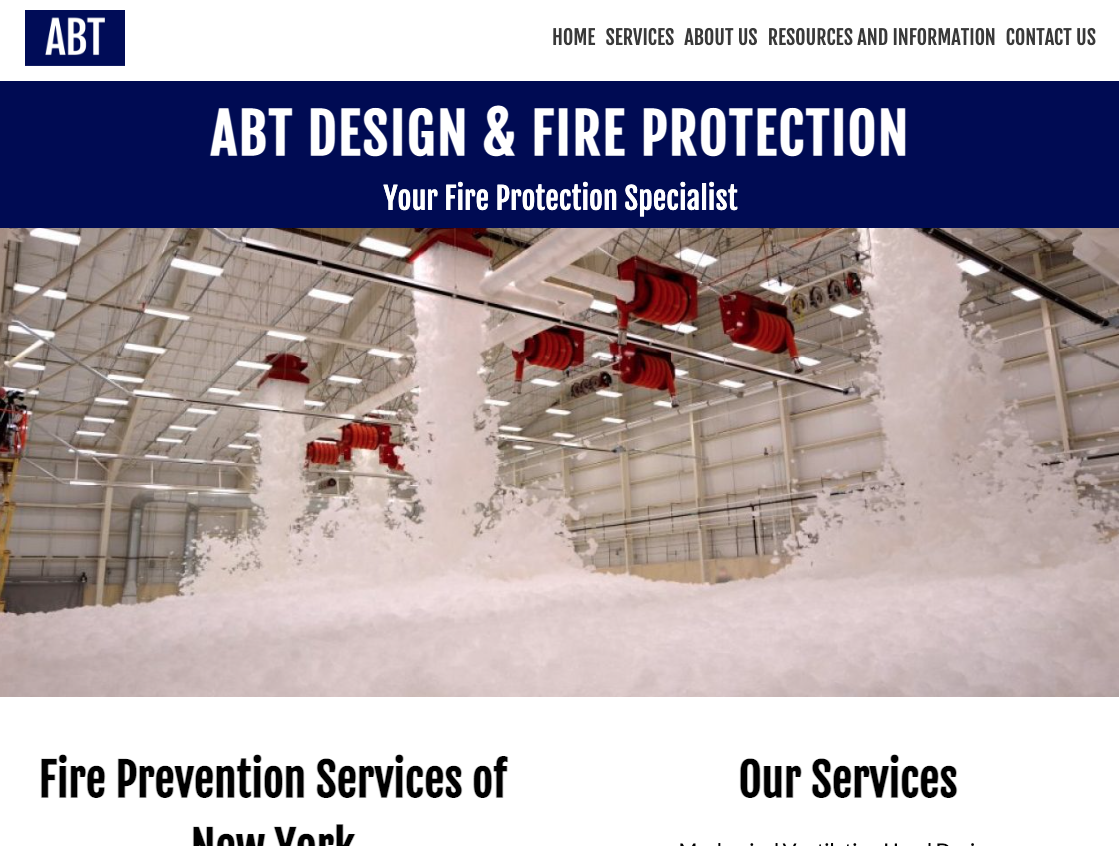 ABT
HOME SERVICES ABOUT US RESOURCES AND INFORMATION CONTACT US
ABT DESIGN & FIRE PROTECTION
Your Fire Protection Specialist
Fire Prevention Services of
New York
Our Services